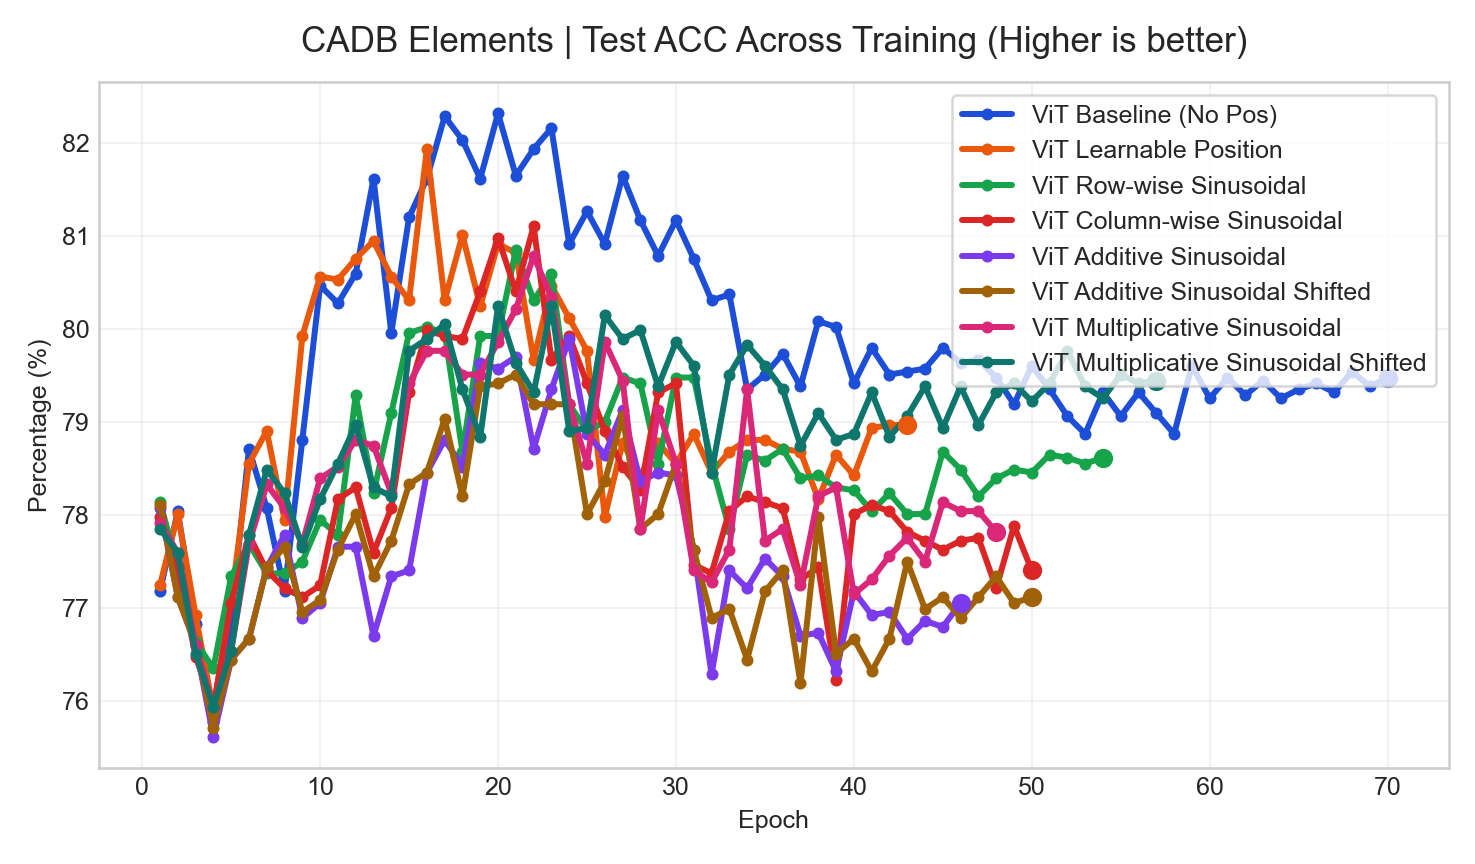 CADB Elements | Test ACC Across Training (Higher is better)
ViT Baseline (No Pos)
ViT Learnable Position
ViT Row-wise Sinusoidal
ViT Column-wise Sinusoidal
ViT Additive Sinusoidal
ViT Additive Sinusoidal Shifted
ViT Multiplicative Sinusoidal
ViT Multiplicative Sinusoidal Shifted
Percentage (%)
82
81
80
79
78
77
76
0 10 20 30 40 50 60 70
Epoch